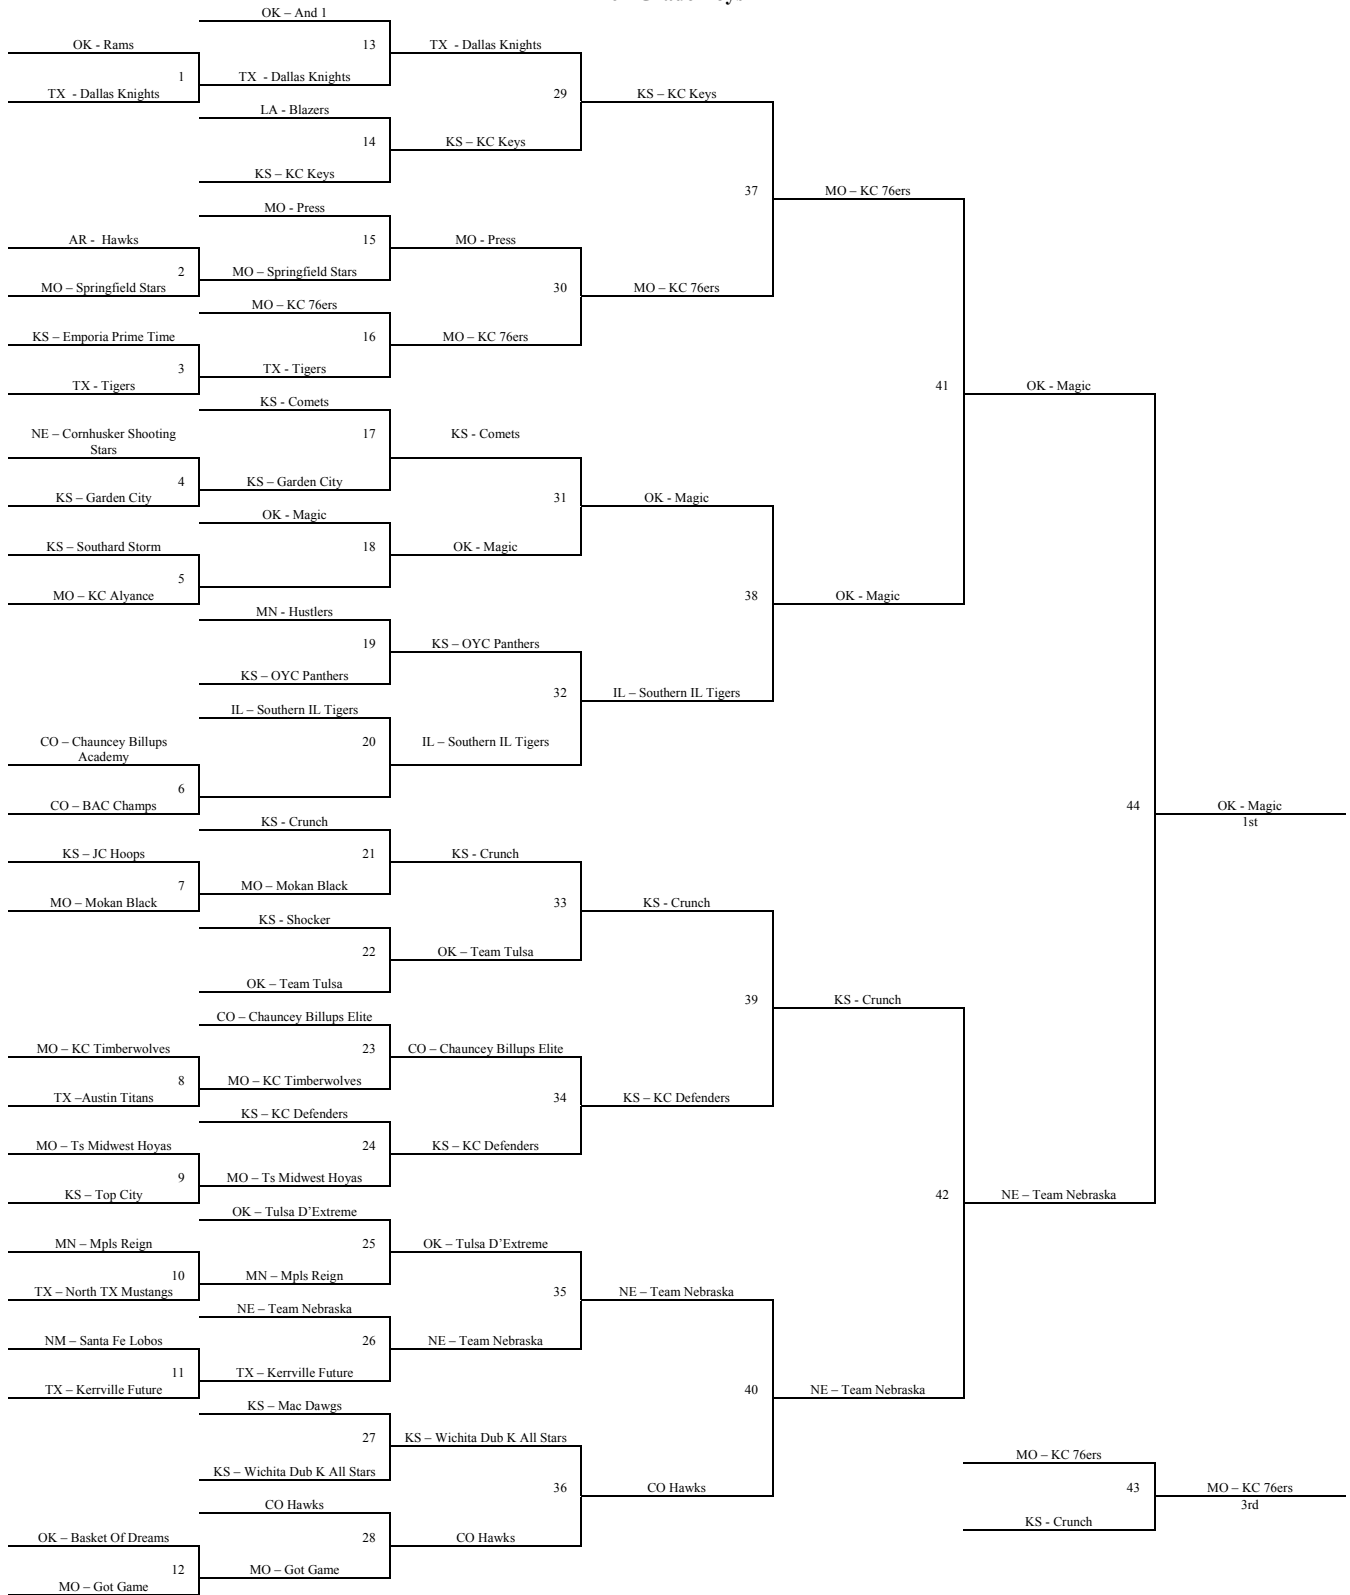 OK – And 1
OK - Rams
13
TX - Dallas Knights
1
TX - Dallas Knights
TX - Dallas Knights
29
KS – KC Keys
LA - Blazers
14
KS – KC Keys
KS – KC Keys
37
MO – KC 76ers
MO - Press
AR - Hawks
15
MO - Press
2
MO – Springfield Stars
MO – Springfield Stars
30
MO – KC 76ers
MO – KC 76ers
KS – Emporia Prime Time
16
MO – KC 76ers
3
TX - Tigers
TX - Tigers
41
OK - Magic
KS - Comets
NE – Cornhusker Shooting
Stars
17
KS - Comets
4
KS – Garden City
KS – Garden City
31
OK - Magic
OK - Magic
KS – Southard Storm
18
OK - Magic
5
MO – KC Alyance
38
OK - Magic
MN - Hustlers
19
KS – OYC Panthers
KS – OYC Panthers
32
IL – Southern IL Tigers
IL – Southern IL Tigers
CO – Chauncey Billups
Academy
20
IL – Southern IL Tigers
6
CO – BAC Champs
44
OK - Magic
1st
KS - Crunch
KS – JC Hoops
21
KS - Crunch
7
MO – Mokan Black
MO – Mokan Black
33
KS - Crunch
KS - Shocker
22
OK – Team Tulsa
OK – Team Tulsa
39
KS - Crunch
CO – Chauncey Billups Elite
MO – KC Timberwolves
23
CO – Chauncey Billups Elite
8
MO – KC Timberwolves
TX –Austin Titans
34
KS – KC Defenders
KS – KC Defenders
MO – Ts Midwest Hoyas
24
KS – KC Defenders
9
MO – Ts Midwest Hoyas
KS – Top City
42
NE – Team Nebraska
OK – Tulsa D’Extreme
MN – Mpls Reign
25
OK – Tulsa D’Extreme
10
MN – Mpls Reign
TX – North TX Mustangs
35
NE – Team Nebraska
NE – Team Nebraska
NM – Santa Fe Lobos
26
NE – Team Nebraska
11
TX – Kerrville Future
TX – Kerrville Future
40
NE – Team Nebraska
KS – Mac Dawgs
27
KS – Wichita Dub K All Stars
KS – Wichita Dub K All Stars
36
CO Hawks
MO – KC 76ers
43
MO – KC 76ers
3rd
KS - Crunch
CO Hawks
OK – Basket Of Dreams
28
CO Hawks
12
MO – Got Game
MO – Got Game